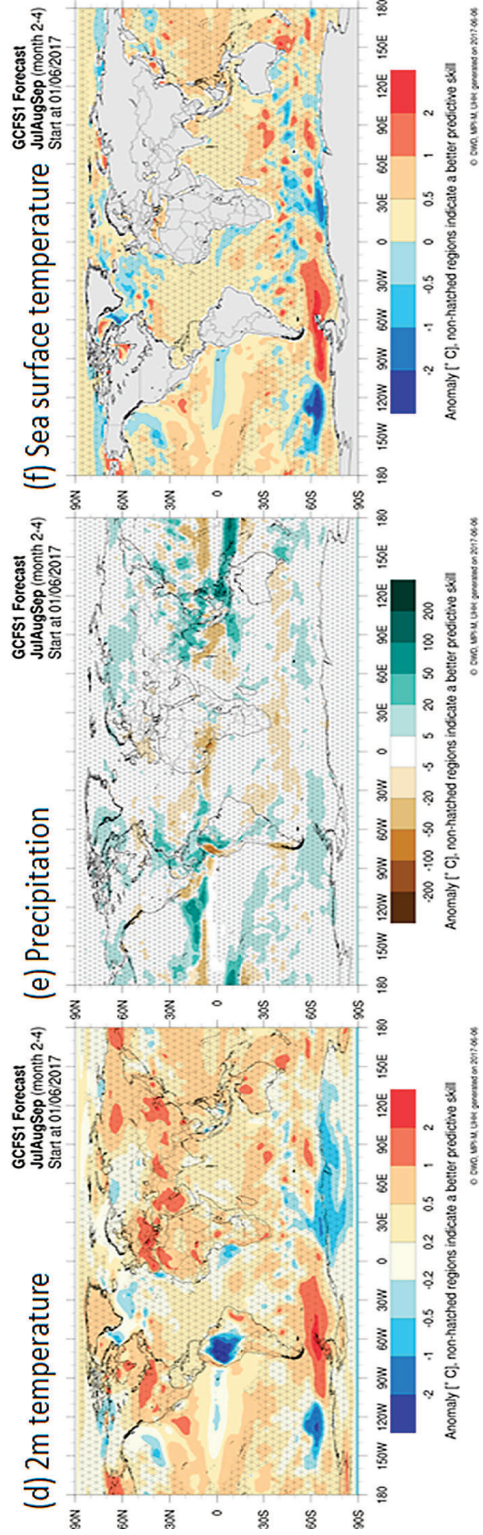 (d) 2m temperature
GCFS1 Forecast
JulAugSep (month 2-4)
Start at 01/06/2017
90N
60N
30N
0
30S
60S
90S
180 150W 120W 90W 60W 30W 0 30E 60E 90E 120E 150E 180
-2 -1 -0.5 -0.2 0.2 0.5 1 2
Anomaly [° C], non-hatched regions indicate a better predictive skill
© DWD, MPI-M, UHH, generated on 2017-06-06
(e) Precipitation
GCFS1 Forecast
JulAugSep (month 2-4)
Start at 01/06/2017
90N
60N
30N
0
30S
60S
90S
180 150W 120W 90W 60W 30W 0 30E 60E 90E 120E 150E 180
-200 -100 -50 -20 -5 5 20 50 100 200
Anomaly [° C], non-hatched regions indicate a better predictive skill
© DWD, MPI-M, UHH, generated on 2017-06-06
(f) Sea surface temperature
GCFS1 Forecast
JulAugSep (month 2-4)
Start at 01/06/2017
90N
60N
30N
0
30S
60S
90S
180 150W 120W 90W 60W 30W 0 30E 60E 90E 120E 150E 180
-2 -1 -0.5 0 0.5 1 2
Anomaly [° C], non-hatched regions indicate a better predictive skill
© DWD, MPI-M, UHH, generated on 2017-06-06